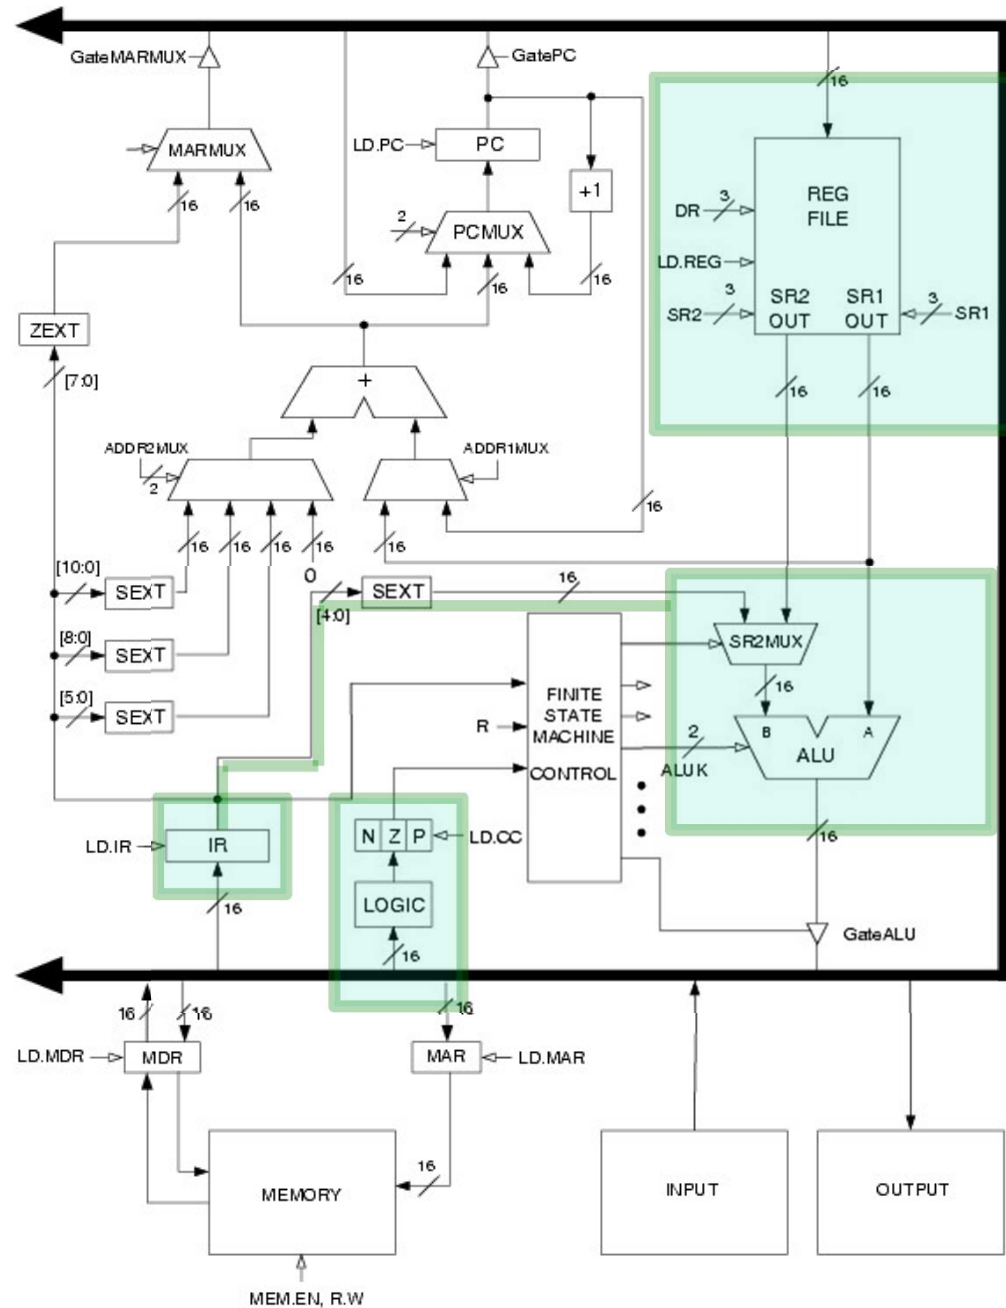 GateMARMUX
GatePC
16
MARMUX
LD.PC
PC
16
16
+1
2
PCMUX
16
16
16
REG
FILE
DR
3
LD.REG
SR2
3
SR2
OUT
SR1
OUT
3
SR1
16
16
ZEXT
[7:0]
+
ADDR2MUX
2
ADDR1MUX
16
16
16
16
16
16
0
[10:0]
SEXT
[8:0]
SEXT
[5:0]
SEXT
[4:0]
SEXT
16
SR2MUX
16
FINITE
STATE
MACHINE
CONTROL
R
2
ALUK
B
A
ALU
16
LD.IR
IR
16
N Z P
LD.CC
LOGIC
16
GateALU
16
16
16
LD.MDR
MDR
MAR
LD.MAR
16
MEMORY
INPUT
OUTPUT
MEM.EN, R.W